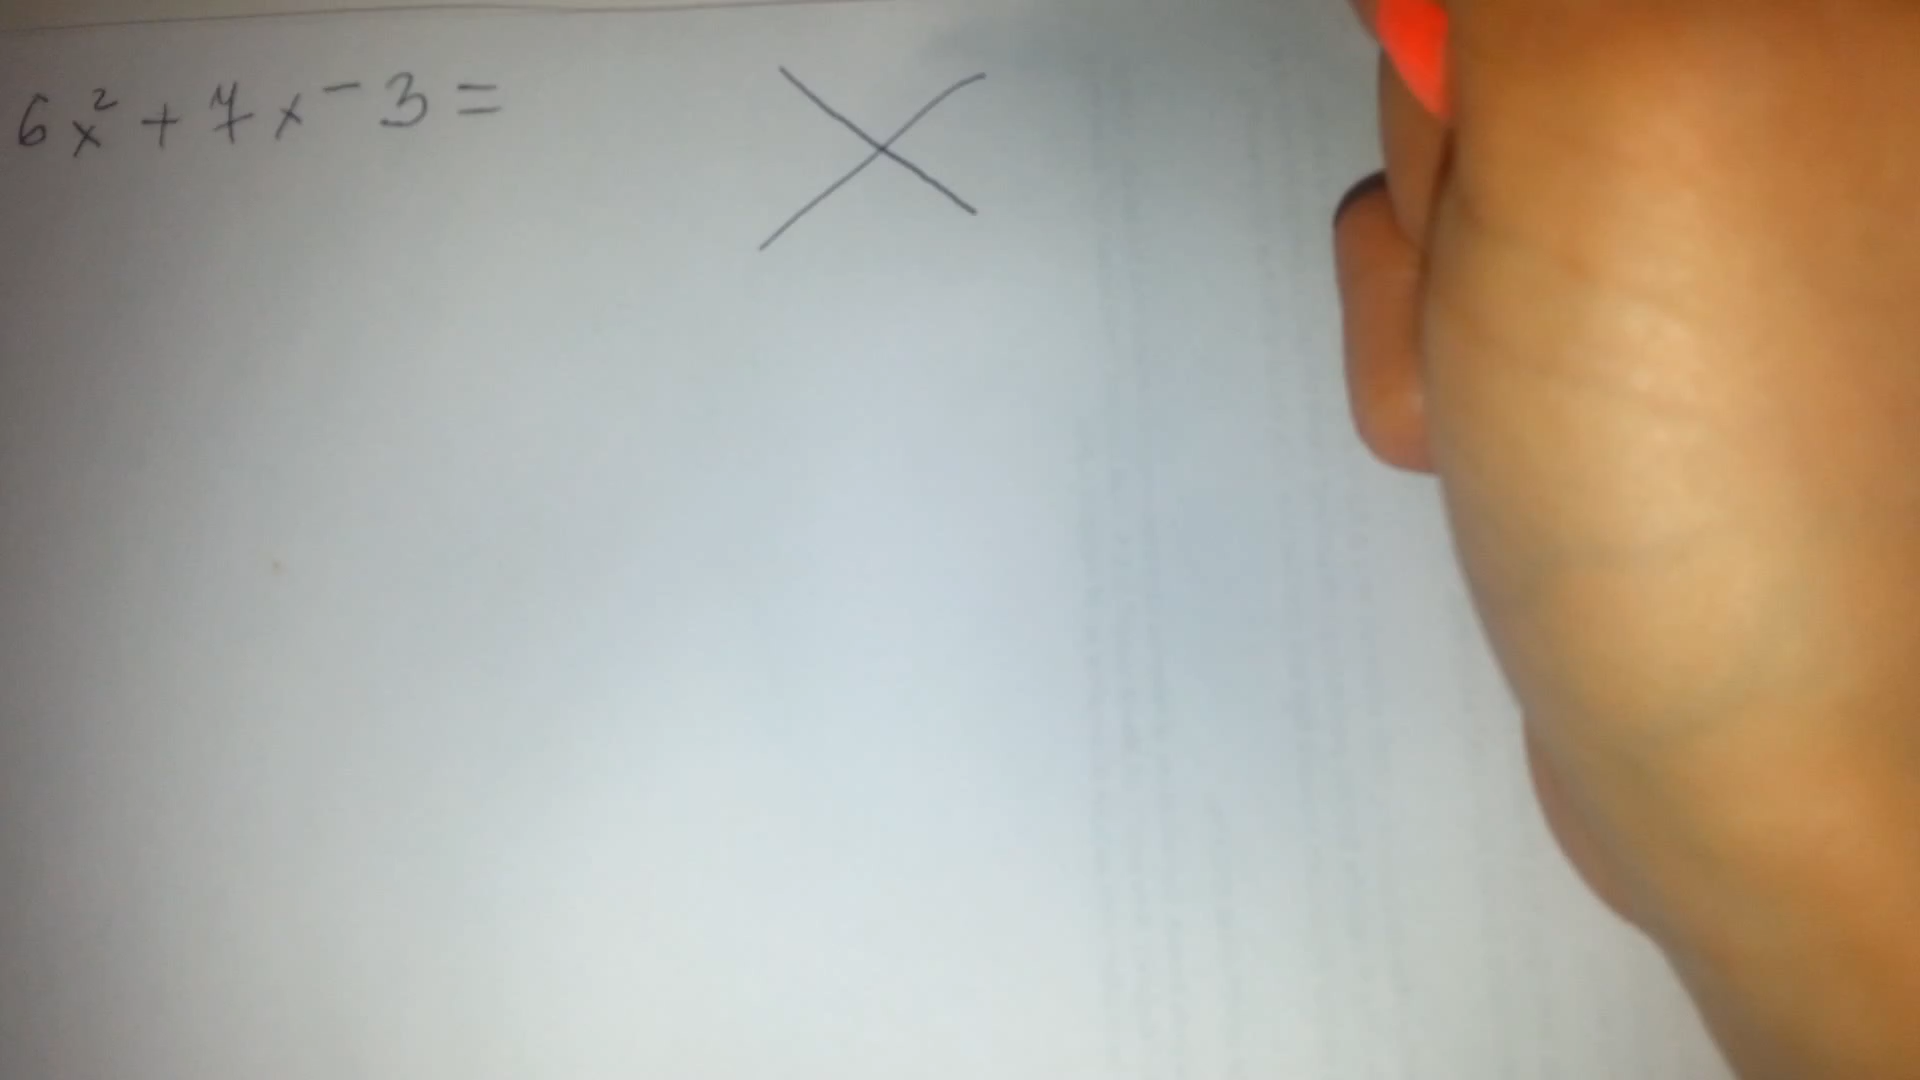 6x² + 7x - 3 =